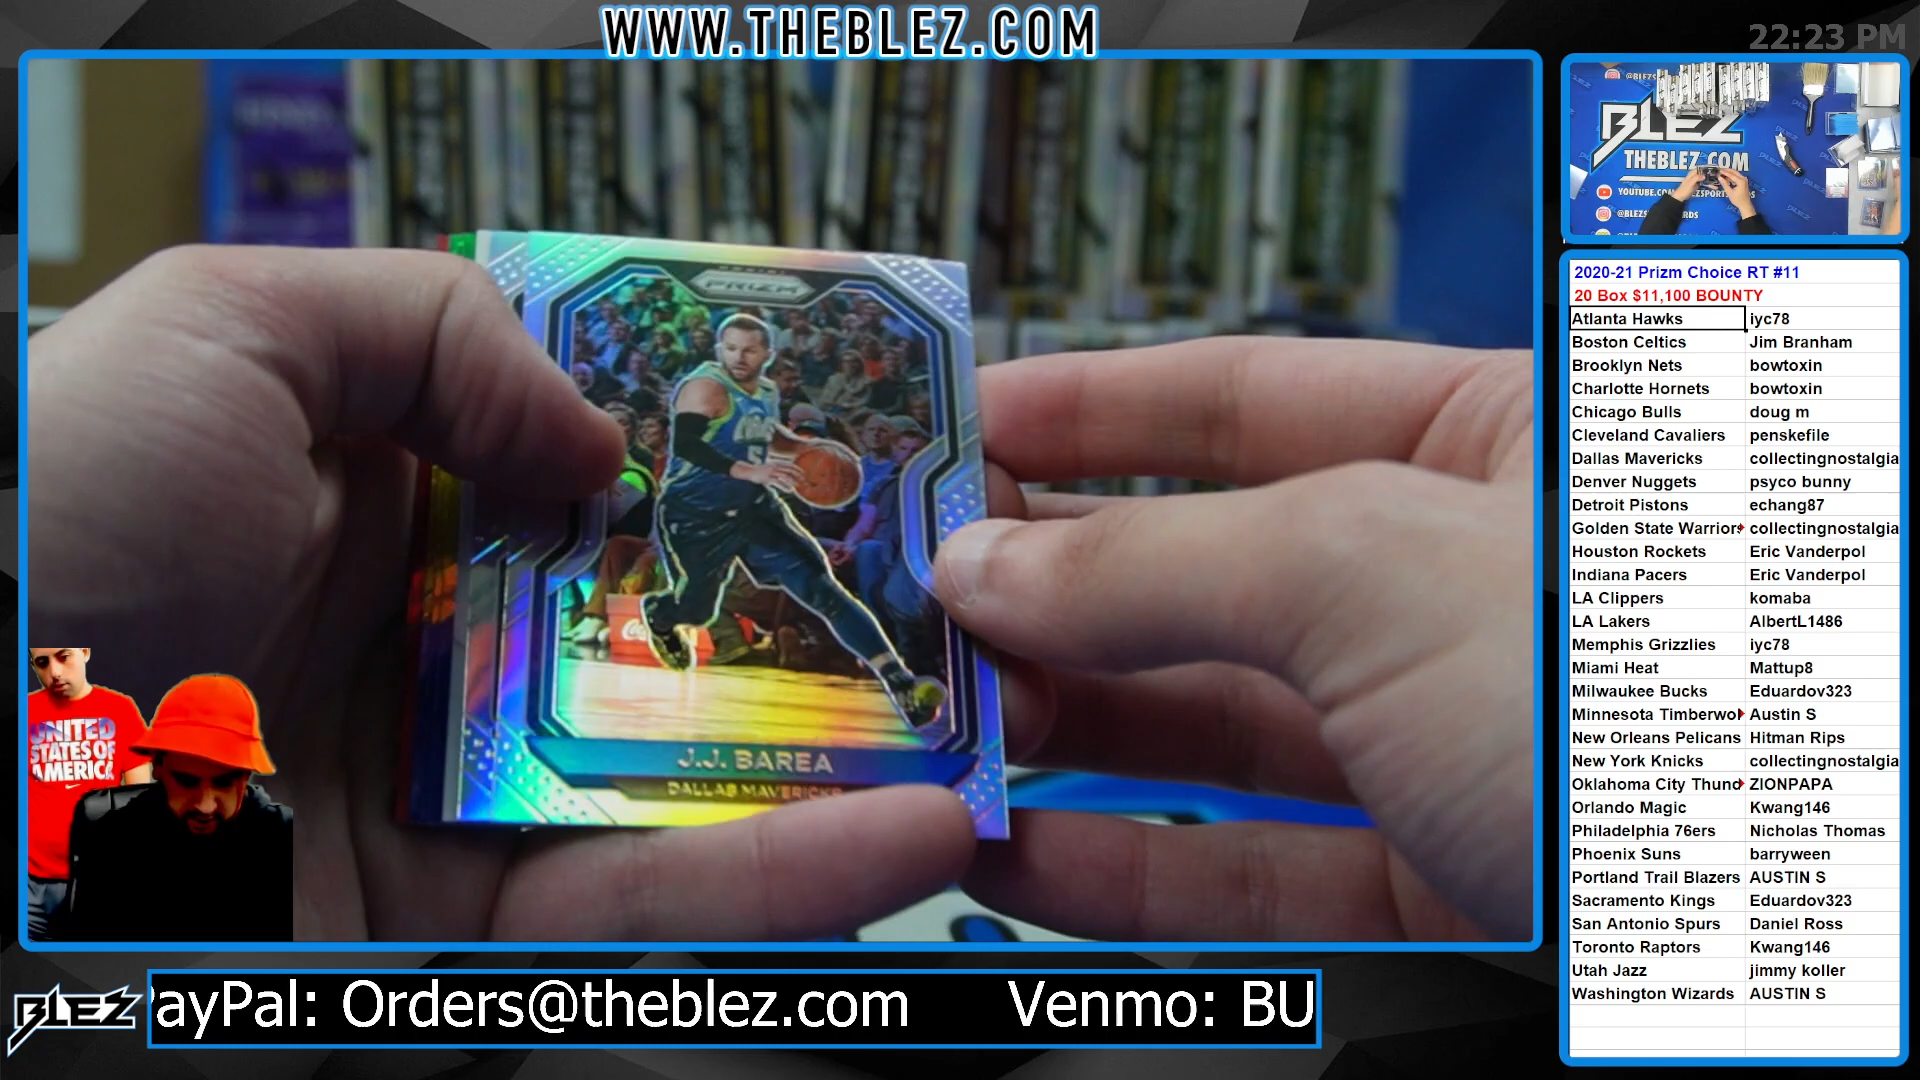 WWW.THEBLEZ.COM
22:23 PM
BLEZ
THEBLEZ.COM
2020-21 Prizm Choice RT #11
20 Box $11,100 BOUNTY
Atlanta Hawks iyc78
Boston Celtics Jim Branham
Brooklyn Nets bowtoxin
Charlotte Hornets bowtoxin
Chicago Bulls doug m
Cleveland Cavaliers penskefile
Dallas Mavericks collectingnostalgia
Denver Nuggets psyco bunny
Detroit Pistons echang87
Golden State Warriors collectingnostalgia
Houston Rockets Eric Vanderpol
Indiana Pacers Eric Vanderpol
LA Clippers komaba
LA Lakers AlbertL1486
Memphis Grizzlies iyc78
Miami Heat Mattup8
Milwaukee Bucks Eduardov323
Minnesota Timberwol Austin S
New Orleans Pelicans Hitman Rips
New York Knicks collectingnostalgia
Oklahoma City Thund ZIONPAPA
Orlando Magic Kwang146
Philadelphia 76ers Nicholas Thomas
Phoenix Suns barryween
Portland Trail Blazers AUSTIN S
Sacramento Kings Eduardov323
San Antonio Spurs Daniel Ross
Toronto Raptors Kwang146
Utah Jazz jimmy koller
Washington Wizards AUSTIN S
PRIZM
J.J. BAREA
DALLAS MAVERICKS
UNITED
STATES OF
AMERICA
BLEZ
ayPal: Orders@theblez.com Venmo: BU